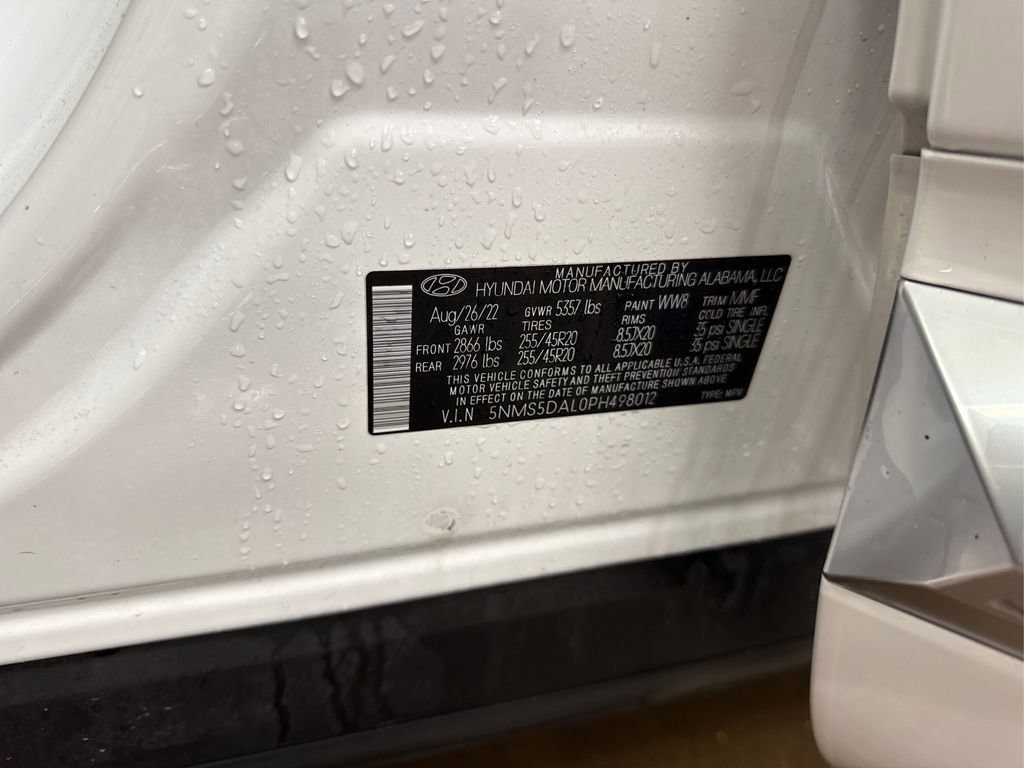 MANUFACTURED BY
HYUNDAI MOTOR MANUFACTURING ALABAMA, LLC
Aug/26/22 GVWR 5357 lbs PAINT WW8 TRIM MMF
GAWR TIRES RIMS COLD TIRE INFL
FRONT 2866 lbs 255/45R20 8.5JX20 35 psi SINGLE
REAR 2976 lbs 255/45R20 8.5JX20 35 psi SINGLE
THIS VEHICLE CONFORMS TO ALL APPLICABLE U.S.A. FEDERAL
MOTOR VEHICLE SAFETY AND THEFT PREVENTION STANDARDS
IN EFFECT ON THE DATE OF MANUFACTURE SHOWN ABOVE
V.I.N 5NMS5DAL0PH498012 TYPE: MPV